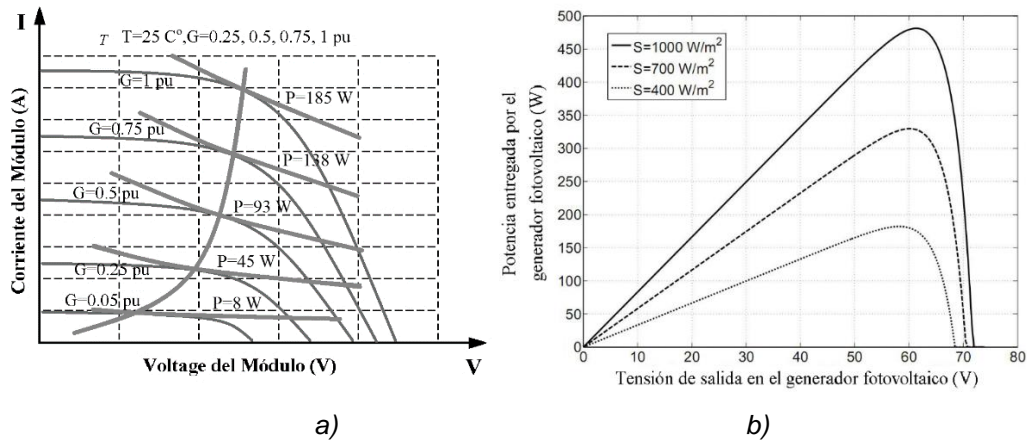 I
T T=25 C°,G=0.25, 0.5, 0.75, 1 pu
G=1 pu
P=185 W
G=0.75 pu
P=138 W
G=0.5 pu
P=93 W
G=0.25 pu
P=45 W
G=0.05 pu
P=8 W
Corriente del Módulo (A)
Voltage del Módulo (V)
V
a)
500
450
400
350
300
250
200
150
100
50
0
S=1000 W/m²
S=700 W/m²
S=400 W/m²
Potencia entregada por el
generador fotovoltaico (W)
0 10 20 30 40 50 60 70 80
Tensión de salida en el generador fotovoltaico (V)
b)